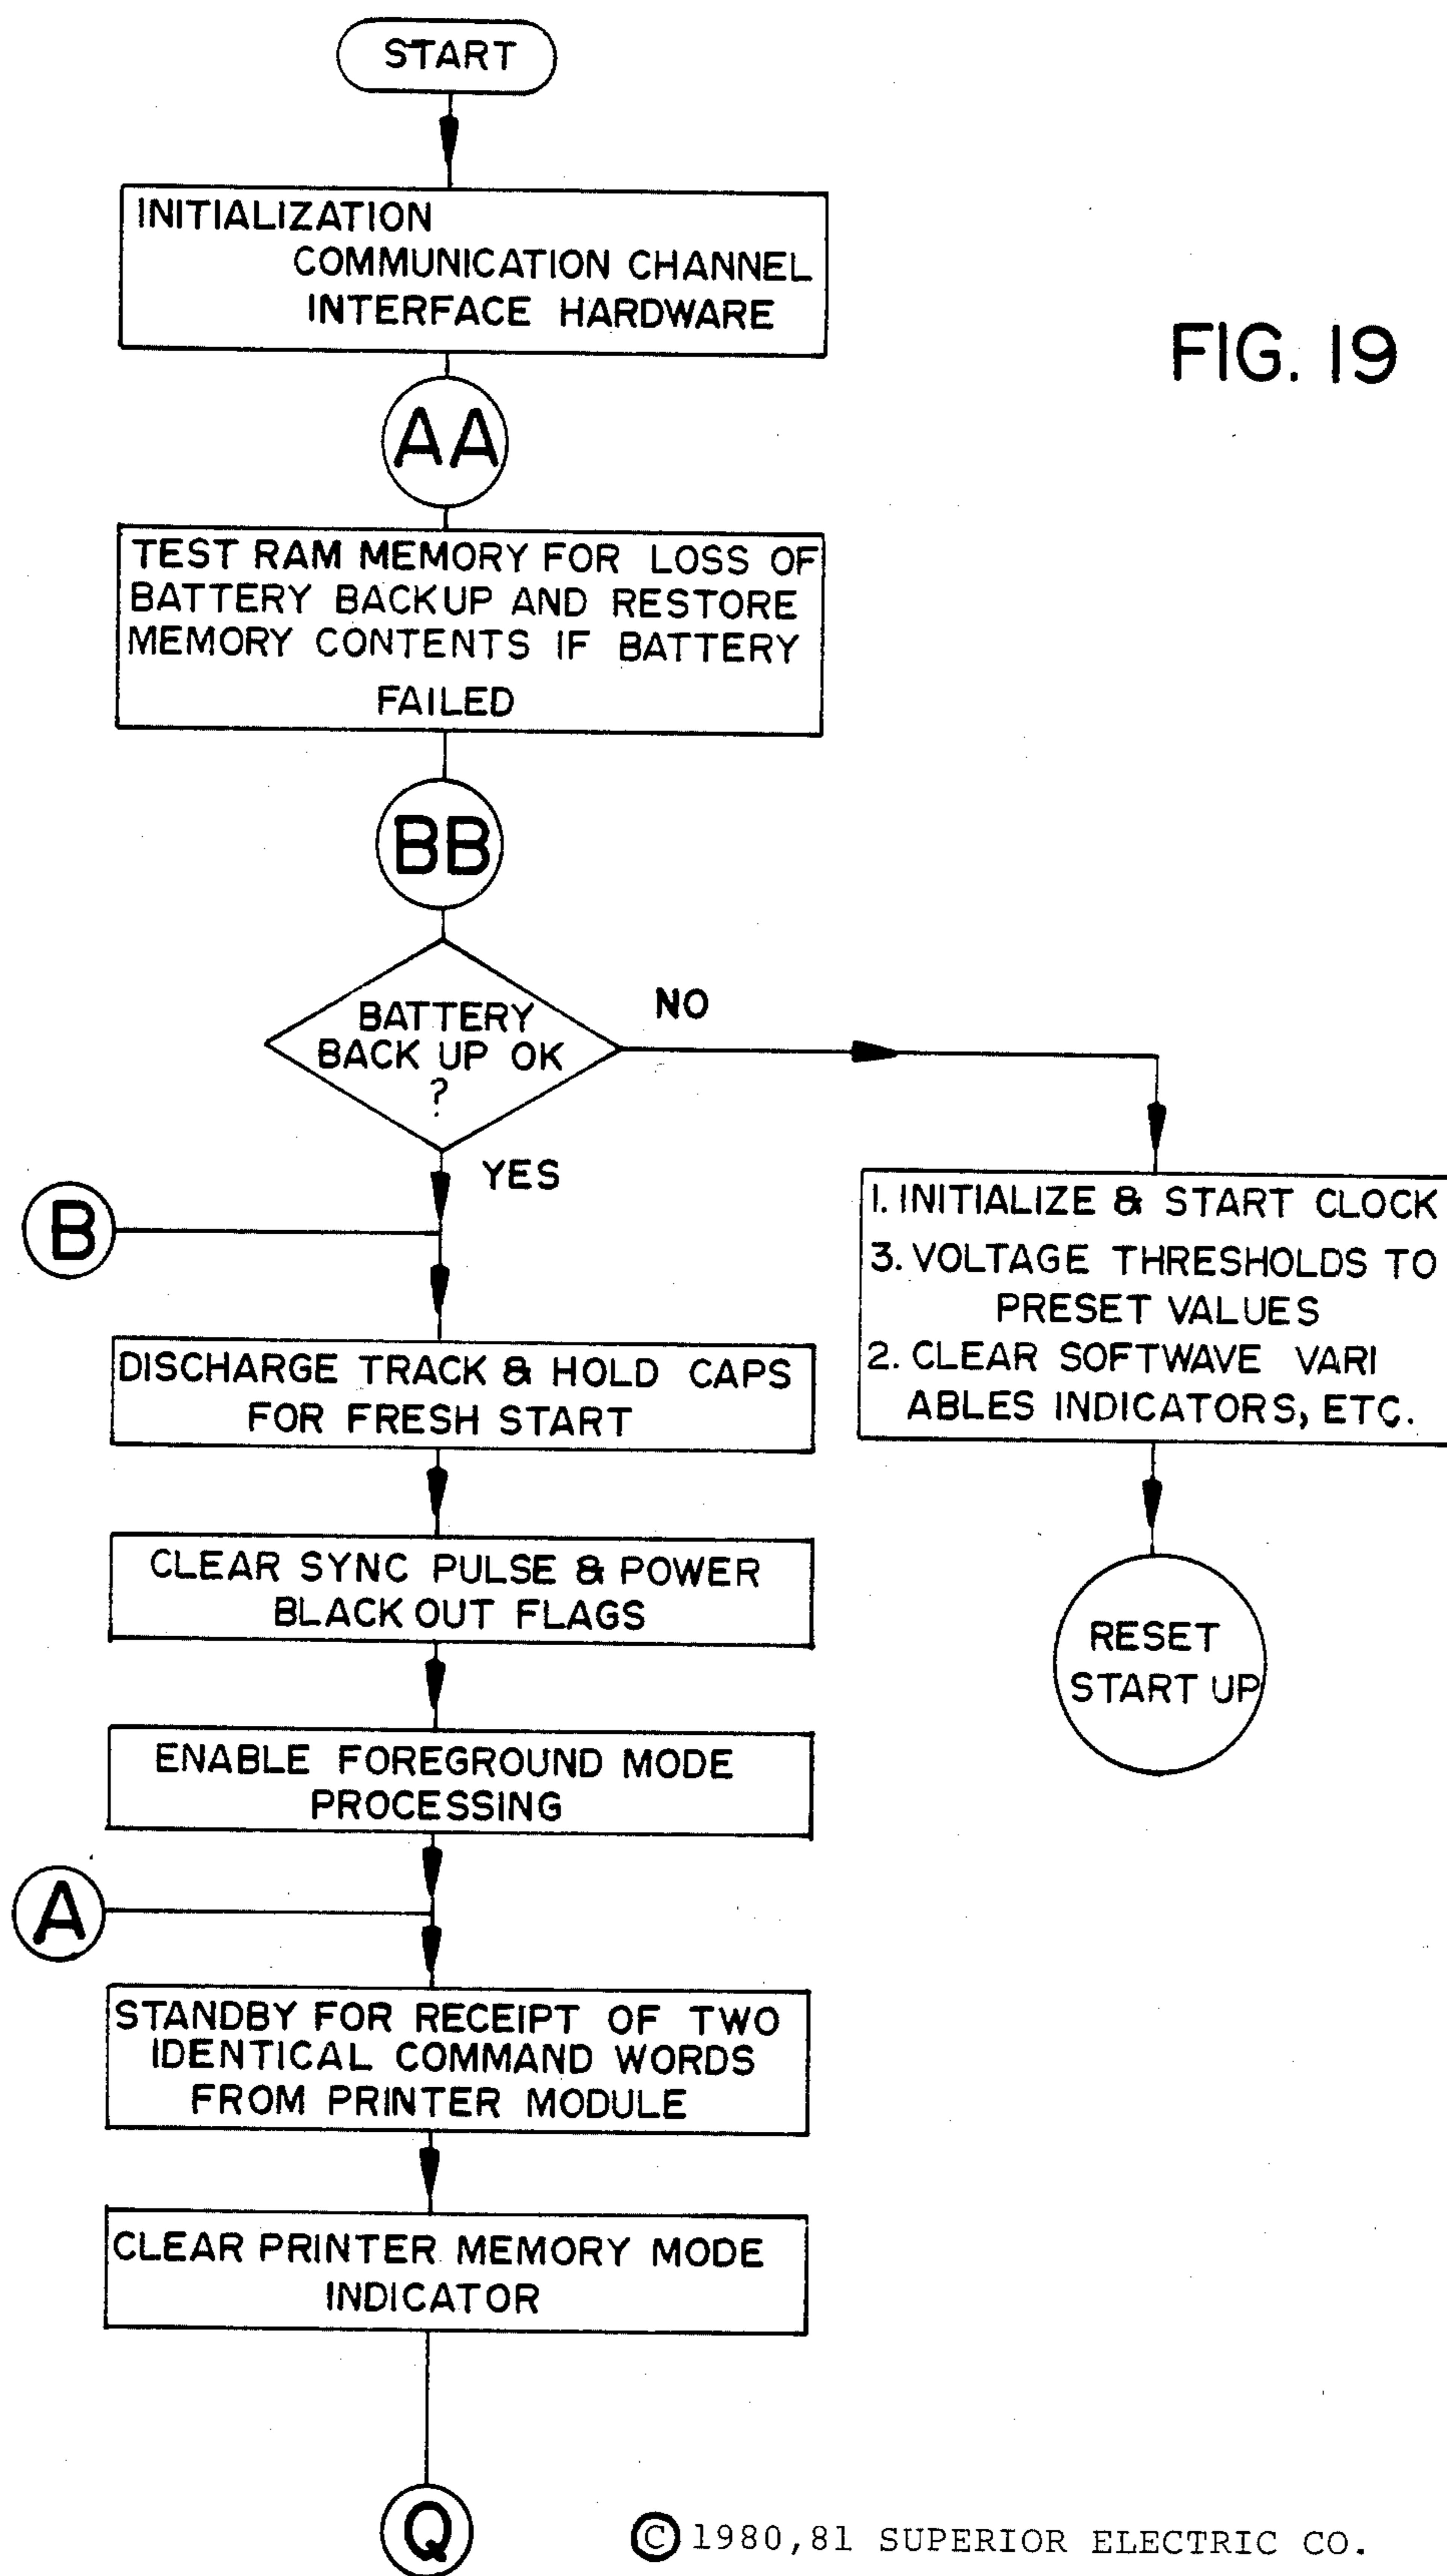 START
INITIALIZATION
COMMUNICATION CHANNEL
INTERFACE HARDWARE
FIG. 19
AA
TEST RAM MEMORY FOR LOSS OF
BATTERY BACKUP AND RESTORE
MEMORY CONTENTS IF BATTERY
FAILED
BB
BATTERY
BACK UP OK
?
NO
YES
B
1. INITIALIZE & START CLOCK
3. VOLTAGE THRESHOLDS TO
PRESET VALUES
2. CLEAR SOFTWAVE VARI
ABLES INDICATORS, ETC.
RESET
START UP
DISCHARGE TRACK & HOLD CAPS
FOR FRESH START
CLEAR SYNC PULSE & POWER
BLACK OUT FLAGS
ENABLE FOREGROUND MODE
PROCESSING
A
STANDBY FOR RECEIPT OF TWO
IDENTICAL COMMAND WORDS
FROM PRINTER MODULE
CLEAR PRINTER MEMORY MODE
INDICATOR
Q
© 1980,81 SUPERIOR ELECTRIC CO.